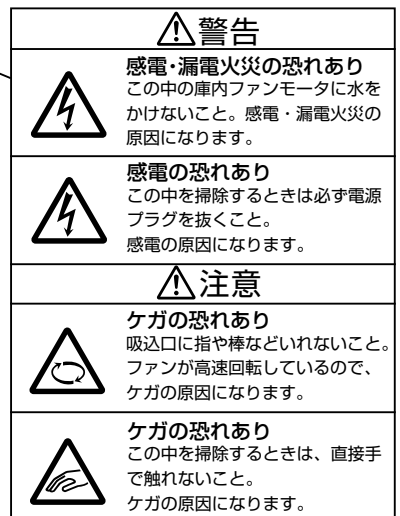 警告
感電・漏電火災の恐れあり
この中の庫内ファンモータに水を
かけないこと。感電・漏電火災の
原因になります。
感電の恐れあり
この中を掃除するときは必ず電源
プラグを抜くこと。
感電の原因になります。
注意
ケガの恐れあり
吸込口に指や棒などいれないこと。
ファンが高速回転しているので、
ケガの原因になります。
ケガの恐れあり
この中を掃除するときは、直接手
で触れないこと。
ケガの原因になります。